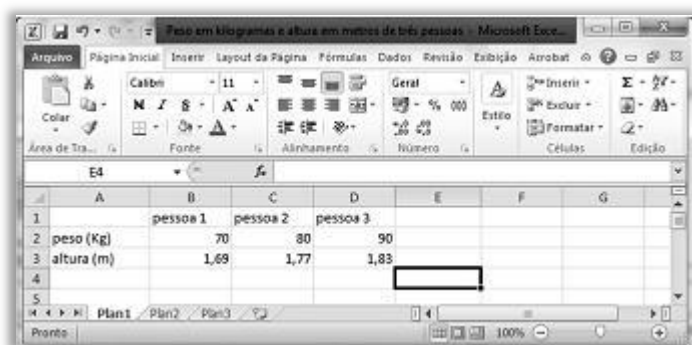 Peso em kilogramas e altura em metros de três pessoas - Microsoft Exce...
Arquivo Página Inicial Inserir Layout da Página Fórmulas Dados Revisão Exibição Acrobat
Colar
Calibri 11
N I S
A A
Geral
% 000
Estilo
Inserir
Excluir
Formatar
Σ
Área de Tra... Fonte Alinhamento Número Células Edição
E4 fx
A B C D E F G
1 pessoa 1 pessoa 2 pessoa 3
2 peso (Kg) 70 80 90
3 altura (m) 1,69 1,77 1,83
4
5
Plan1 Plan2 Plan3
Pronto 100%